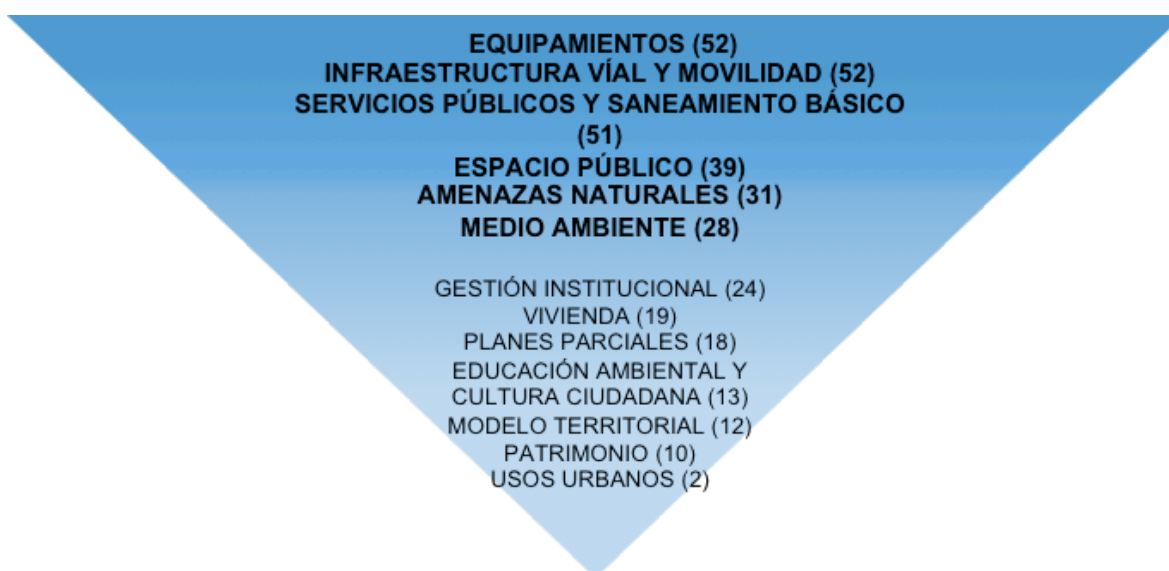 EQUIPAMIENTOS (52)
INFRAESTRUCTURA VÍAL Y MOVILIDAD (52)
SERVICIOS PÚBLICOS Y SANEAMIENTO BÁSICO
(51)
ESPACIO PÚBLICO (39)
AMENAZAS NATURALES (31)
MEDIO AMBIENTE (28)
GESTIÓN INSTITUCIONAL (24)
VIVIENDA (19)
PLANES PARCIALES (18)
EDUCACIÓN AMBIENTAL Y
CULTURA CIUDADANA (13)
MODELO TERRITORIAL (12)
PATRIMONIO (10)
USOS URBANOS (2)